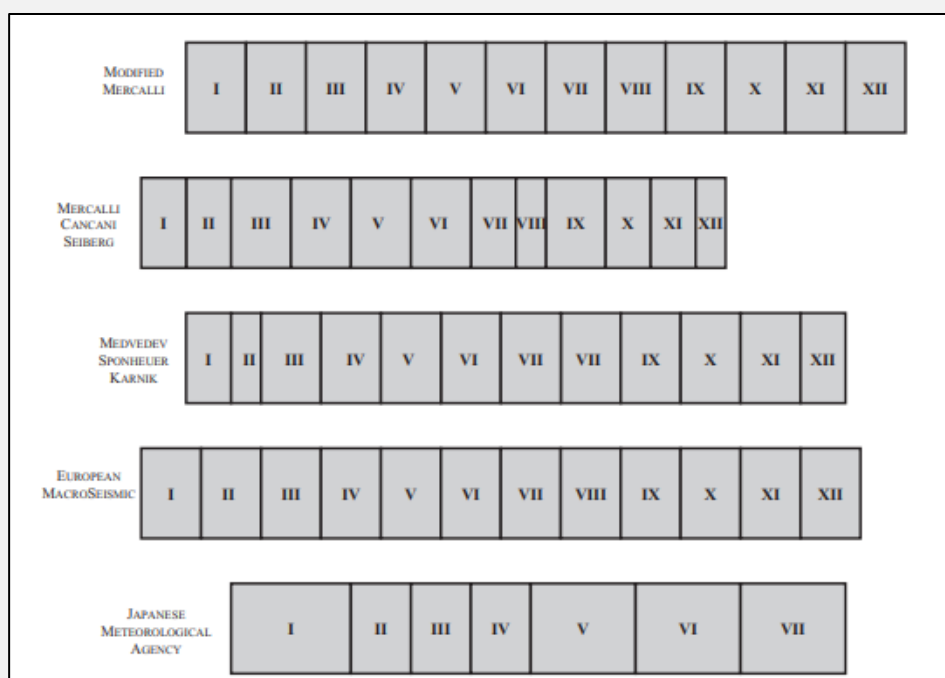 MODIFIED
MERCALLI
I II III IV V VI VII VIII IX X XI XII
MERCALLI
CANCANI
SEIBERG
I II III IV V VI VII VIII IX X XI XII
MEDVEDEV
SPONHEUER
KARNIK
I II III IV V VI VII VII IX X XI XII
EUROPEAN
MACROSEISMIC
I II III IV V VI VII VIII IX X XI XII
JAPANESE
METEOROLOGICAL
AGENCY
I II III IV V VI VII